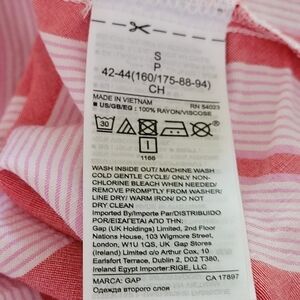 S
P
42-44(160/175-88-94)
CH
MADE IN VIETNAM RN 54023
■ US/GB/EG : 100% RAYON/VISCOSE
30
I
1166
WASH INSIDE OUT/ MACHINE WASH
COLD GENTLE CYCLE/ ONLY NON-
CHLORINE BLEACH WHEN NEEDED/
REMOVE PROMPTLY FROM WASHER/
LINE DRY/ WARM IRON/ DO NOT
DRY CLEAN
Imported By/Importe Par/DISTRIBUÍDO
POR/ΕΙΣΑΓΕΤΑΙ ΑΠΟ ΤΗΝ:
Gap (UK Holdings) Limited, 2nd Floor
Nations House, 103 Wigmore Street,
London, W1U 1QS, UK Gap Stores
(Ireland) Limited c/o Arthur Cox, 10
Earlsfort Terrace, Dublin 2, D02 T380,
Ireland Egypt Importer:RIGE, LLC
MARCA: GAP CA 17897
Одежда второго слоя